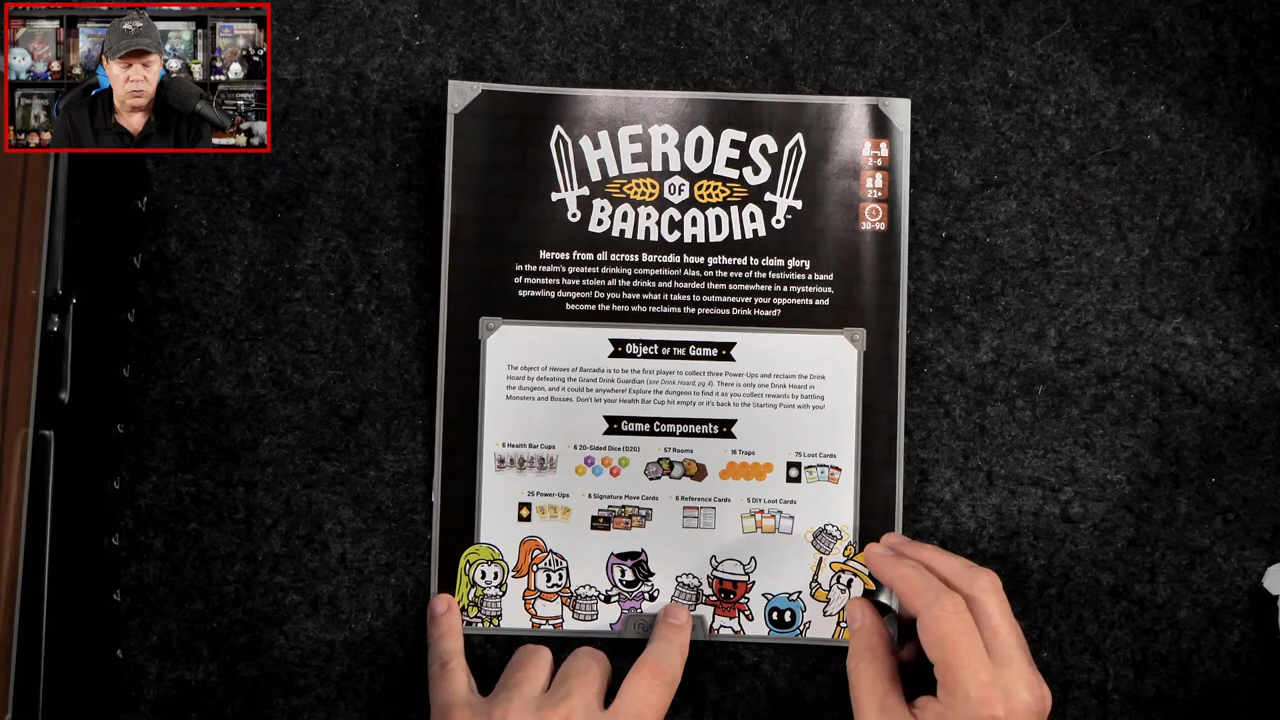 HEROES
OF
BARCADIA
2-6
21+
30-90
Heroes from all across Barcadia have gathered to claim glory
in the realm's greatest drinking competition! Alas, on the eve of the festivities a band
of monsters have stolen all the drinks and hoarded them somewhere in a mysterious,
sprawling dungeon! Do you have what it takes to outmaneuver your opponents and
become the hero who reclaims the precious Drink Hoard?
Object OF THE Game
The object of Heroes of Barcadia is to be the first player to collect three Power-Ups and reclaim the Drink
Hoard by defeating the Grand Drink Guardian (see Drink Hoard, pg 4). There is only one Drink Hoard in
the dungeon, and it could be anywhere! Explore the dungeon to find it as you collect rewards by battling
Monsters and Bosses. Don't let your Health Bar Cup hit empty or it's back to the Starting Point with you!
Game Components
6 Health Bar Cups
6 20-Sided Dice (D20)
57 Rooms
16 Traps
75 Loot Cards
25 Power-Ups
6 Signature Move Cards
6 Reference Cards
5 DIY Loot Cards